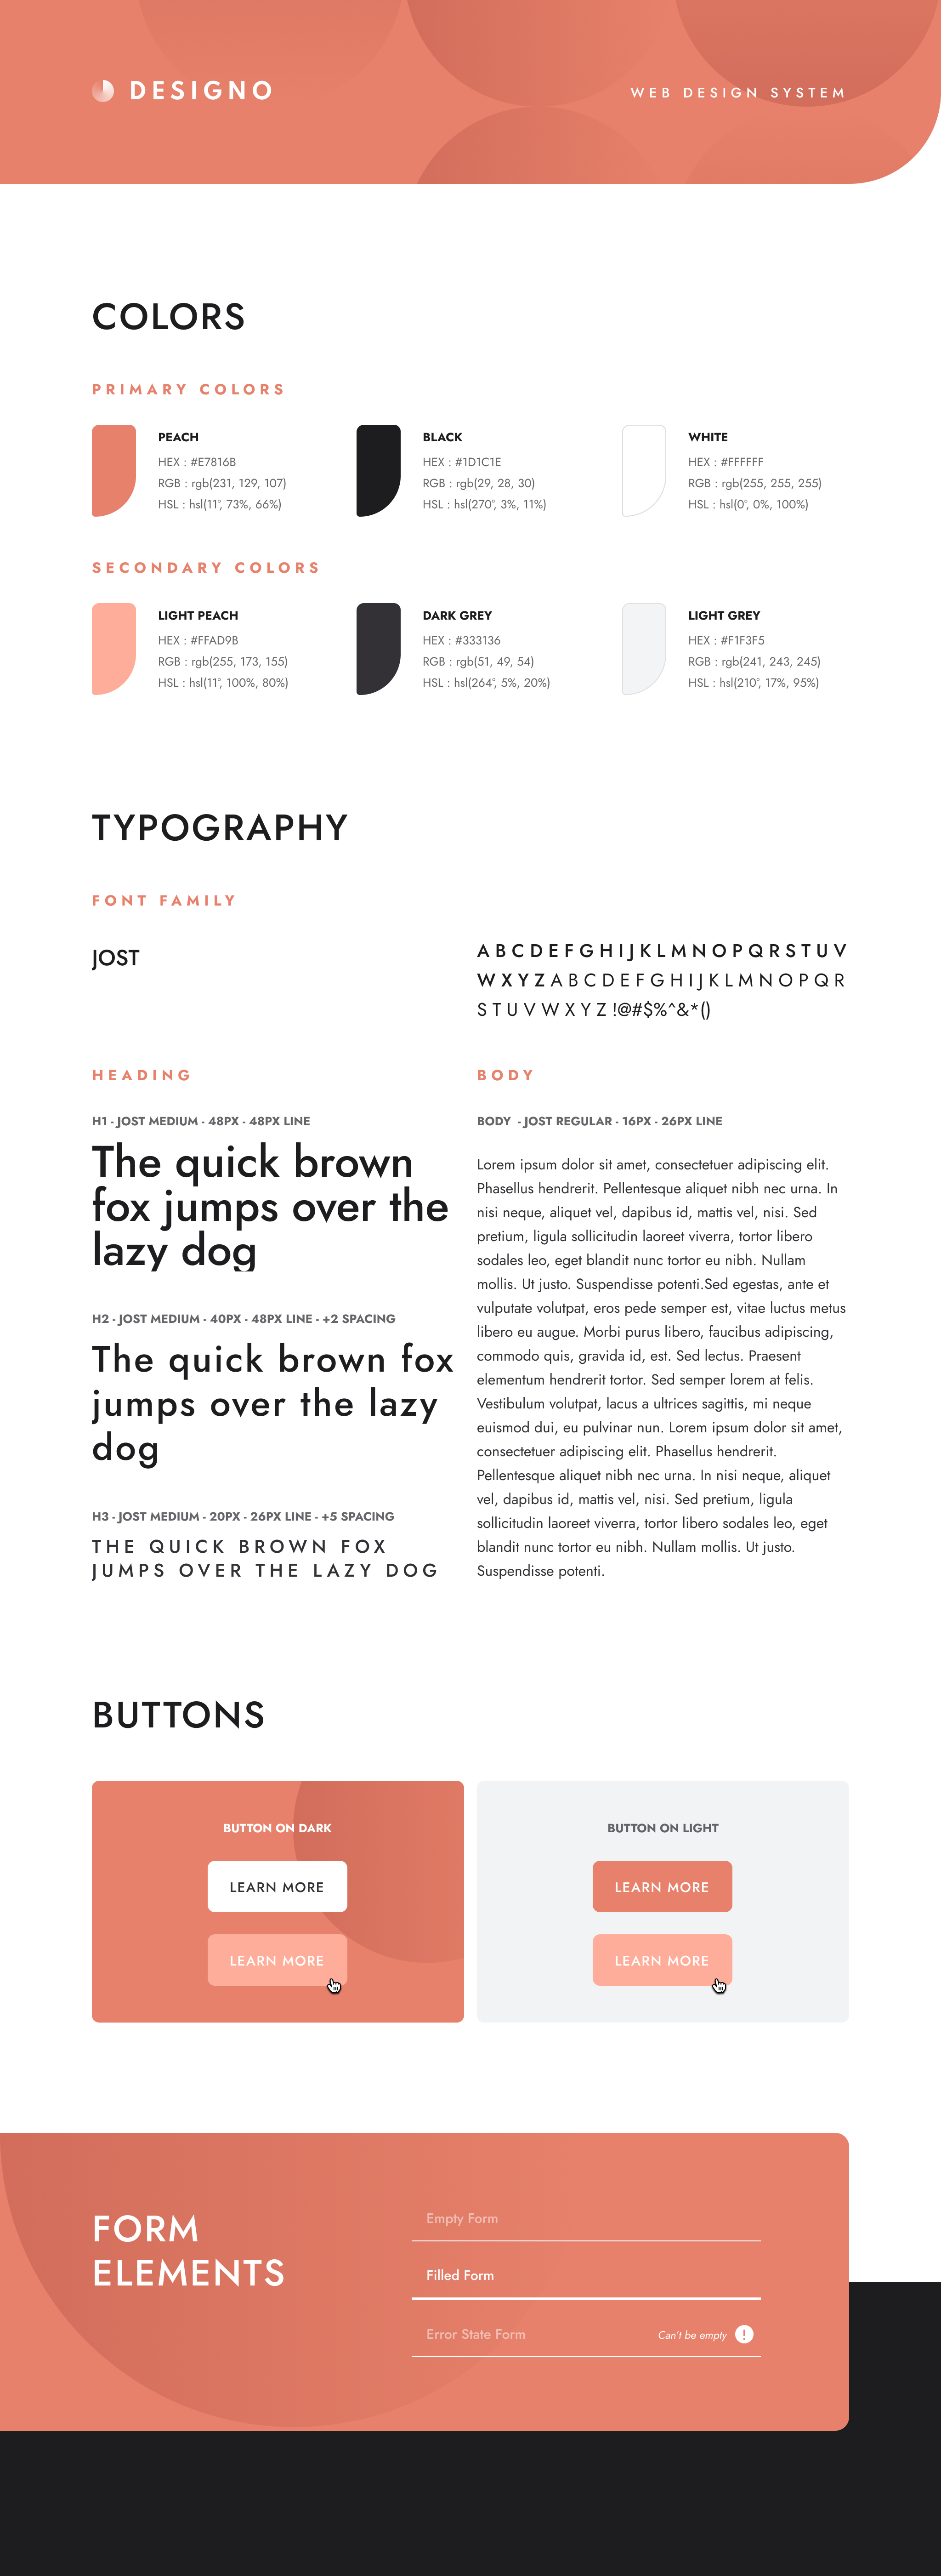 DESIGNO
WEB DESIGN SYSTEM
COLORS
PRIMARY COLORS
PEACH
HEX : #E7816B
RGB : rgb(231, 129, 107)
HSL : hsl(11°, 73%, 66%)
BLACK
HEX : #1D1C1E
RGB : rgb(29, 28, 30)
HSL : hsl(270°, 3%, 11%)
WHITE
HEX : #FFFFFF
RGB : rgb(255, 255, 255)
HSL : hsl(0°, 0%, 100%)
SECONDARY COLORS
LIGHT PEACH
HEX : #FFAD9B
RGB : rgb(255, 173, 155)
HSL : hsl(11°, 100%, 80%)
DARK GREY
HEX : #333136
RGB : rgb(51, 49, 54)
HSL : hsl(264°, 5%, 20%)
LIGHT GREY
HEX : #F1F3F5
RGB : rgb(241, 243, 245)
HSL : hsl(210°, 17%, 95%)
TYPOGRAPHY
FONT FAMILY
JOST
A B C D E F G H I J K L M N O P Q R S T U V
W X Y Z A B C D E F G H I J K L M N O P Q R
S T U V W X Y Z !@#$%^&*()
HEADING
H1 - JOST MEDIUM - 48PX - 48PX LINE
The quick brown
fox jumps over the
lazy dog
H2 - JOST MEDIUM - 40PX - 48PX LINE - +2 SPACING
The quick brown fox
jumps over the lazy
dog
H3 - JOST MEDIUM - 20PX - 26PX LINE - +5 SPACING
THE QUICK BROWN FOX
JUMPS OVER THE LAZY DOG
BODY
BODY - JOST REGULAR - 16PX - 26PX LINE
Lorem ipsum dolor sit amet, consectetuer adipiscing elit.
Phasellus hendrerit. Pellentesque aliquet nibh nec urna. In
nisi neque, aliquet vel, dapibus id, mattis vel, nisi. Sed
pretium, ligula sollicitudin laoreet viverra, tortor libero
sodales leo, eget blandit nunc tortor eu nibh. Nullam
mollis. Ut justo. Suspendisse potenti.Sed egestas, ante et
vulputate volutpat, eros pede semper est, vitae luctus metus
libero eu augue. Morbi purus libero, faucibus adipiscing,
commodo quis, gravida id, est. Sed lectus. Praesent
elementum hendrerit tortor. Sed semper lorem at felis.
Vestibulum volutpat, lacus a ultrices sagittis, mi neque
euismod dui, eu pulvinar nun. Lorem ipsum dolor sit amet,
consectetuer adipiscing elit. Phasellus hendrerit.
Pellentesque aliquet nibh nec urna. In nisi neque, aliquet
vel, dapibus id, mattis vel, nisi. Sed pretium, ligula
sollicitudin laoreet viverra, tortor libero sodales leo, eget
blandit nunc tortor eu nibh. Nullam mollis. Ut justo.
Suspendisse potenti.
BUTTONS
BUTTON ON DARK
LEARN MORE
LEARN MORE
BUTTON ON LIGHT
LEARN MORE
LEARN MORE
FORM
ELEMENTS
Empty Form
Filled Form
Error State Form
Can't be empty !